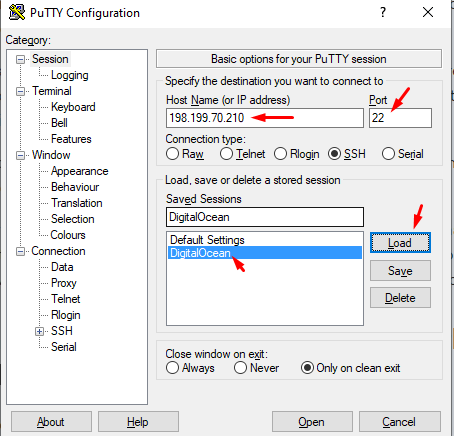 PuTTY Configuration
Category:
Session
Logging
Terminal
Keyboard
Bell
Features
Window
Appearance
Behaviour
Translation
Selection
Colours
Connection
Data
Proxy
Telnet
Rlogin
SSH
Serial
Basic options for your PuTTY session
Specify the destination you want to connect to
Host Name (or IP address) Port
198.199.70.210 22
Connection type:
Raw Telnet Rlogin SSH Serial
Load, save or delete a stored session
Saved Sessions
DigitalOcean
Default Settings
DigitalOcean
Load
Save
Delete
Close window on exit:
Always Never Only on clean exit
About Help Open Cancel